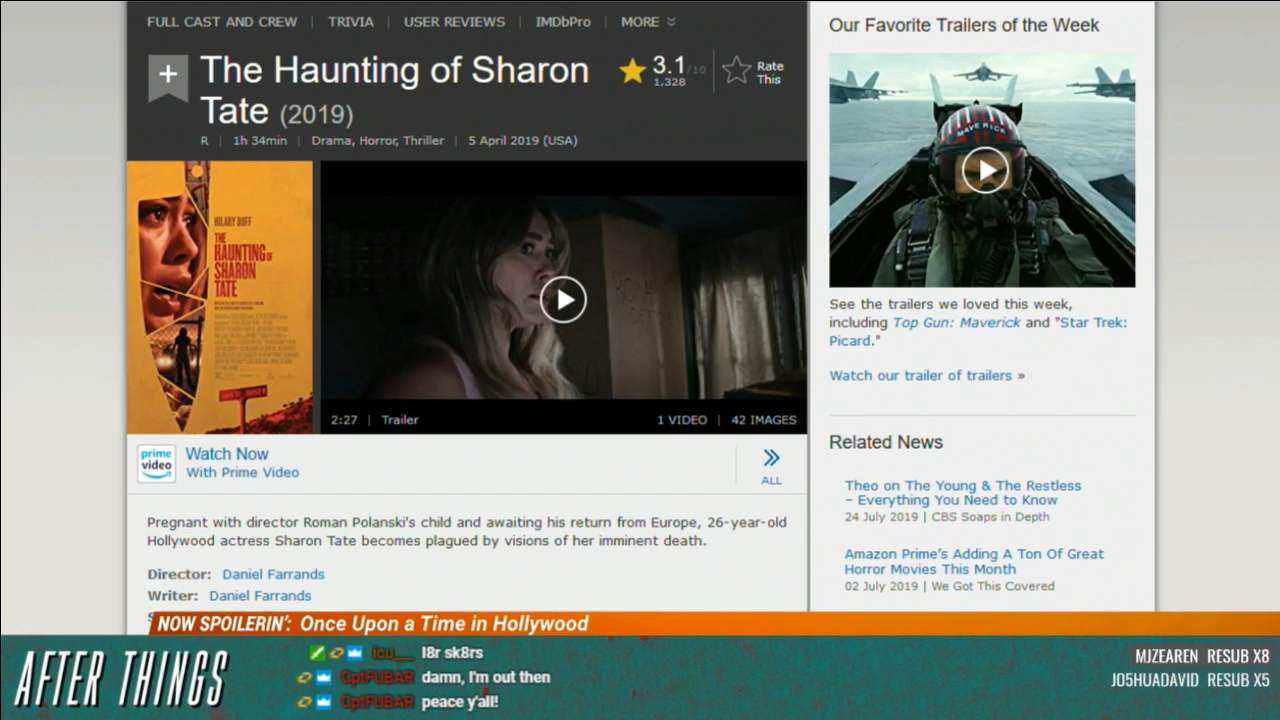 FULL CAST AND CREW | TRIVIA | USER REVIEWS | IMDbPro | MORE
The Haunting of Sharon
Tate (2019)
3.1/10
1,328
Rate
This
R | 1h 34min | Drama, Horror, Thriller | 5 April 2019 (USA)
HILARY DUFF
THE
HAUNTING OF
SHARON
TATE
2:27 | Trailer
1 VIDEO | 42 IMAGES
prime
video
Watch Now
With Prime Video
ALL
Pregnant with director Roman Polanski's child and awaiting his return from Europe, 26-year-old
Hollywood actress Sharon Tate becomes plagued by visions of her imminent death.
Director: Daniel Farrands
Writer: Daniel Farrands
Our Favorite Trailers of the Week
MAVERICK
See the trailers we loved this week,
including Top Gun: Maverick and "Star Trek:
Picard."
Watch our trailer of trailers »
Related News
Theo on The Young & The Restless
– Everything You Need to Know
24 July 2019 | CBS Soaps in Depth
Amazon Prime's Adding A Ton Of Great
Horror Movies This Month
02 July 2019 | We Got This Covered
NOW SPOILERIN': Once Upon a Time in Hollywood
AFTER THINGS
icu__ l8r sk8rs
CptFUBAR damn, I'm out then
CptFUBAR peace y'all!
MJZEAREN RESUB X8
JO5HUADAVID RESUB X5